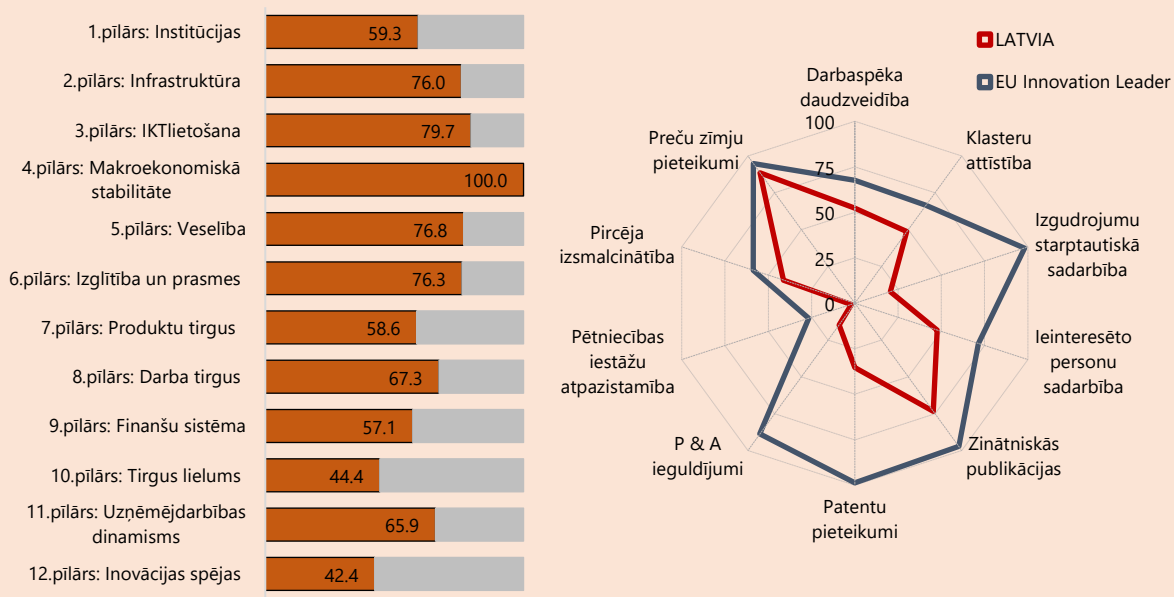 1.pīlārs: Institūcijas
59.3
2.pīlārs: Infrastruktūra
76.0
3.pīlārs: IKTlietošana
79.7
4.pīlārs: Makroekonomiskā
stabilitāte
100.0
5.pīlārs: Veselība
76.8
6.pīlārs: Izglītība un prasmes
76.3
7.pīlārs: Produktu tirgus
58.6
8.pīlārs: Darba tirgus
67.3
9.pīlārs: Finanšu sistēma
57.1
10.pīlārs: Tirgus lielums
44.4
11.pīlārs: Uzņēmējdarbības
dinamisms
65.9
12.pīlārs: Inovācijas spējas
42.4
LATVIA
EU Innovation Leader
Darbaspēka
daudzveidība
Klasteru
attīstība
Izgudrojumu
starptautiskā
sadarbība
Ieinteresēto
personu
sadarbība
Zinātniskās
publikācijas
Patentu
pieteikumi
P & A
ieguldījumi
Pētniecības
iestāžu
atpazistamība
Pircēja
izsmalcinātība
Preču zīmju
pieteikumi
100
75
50
25
0